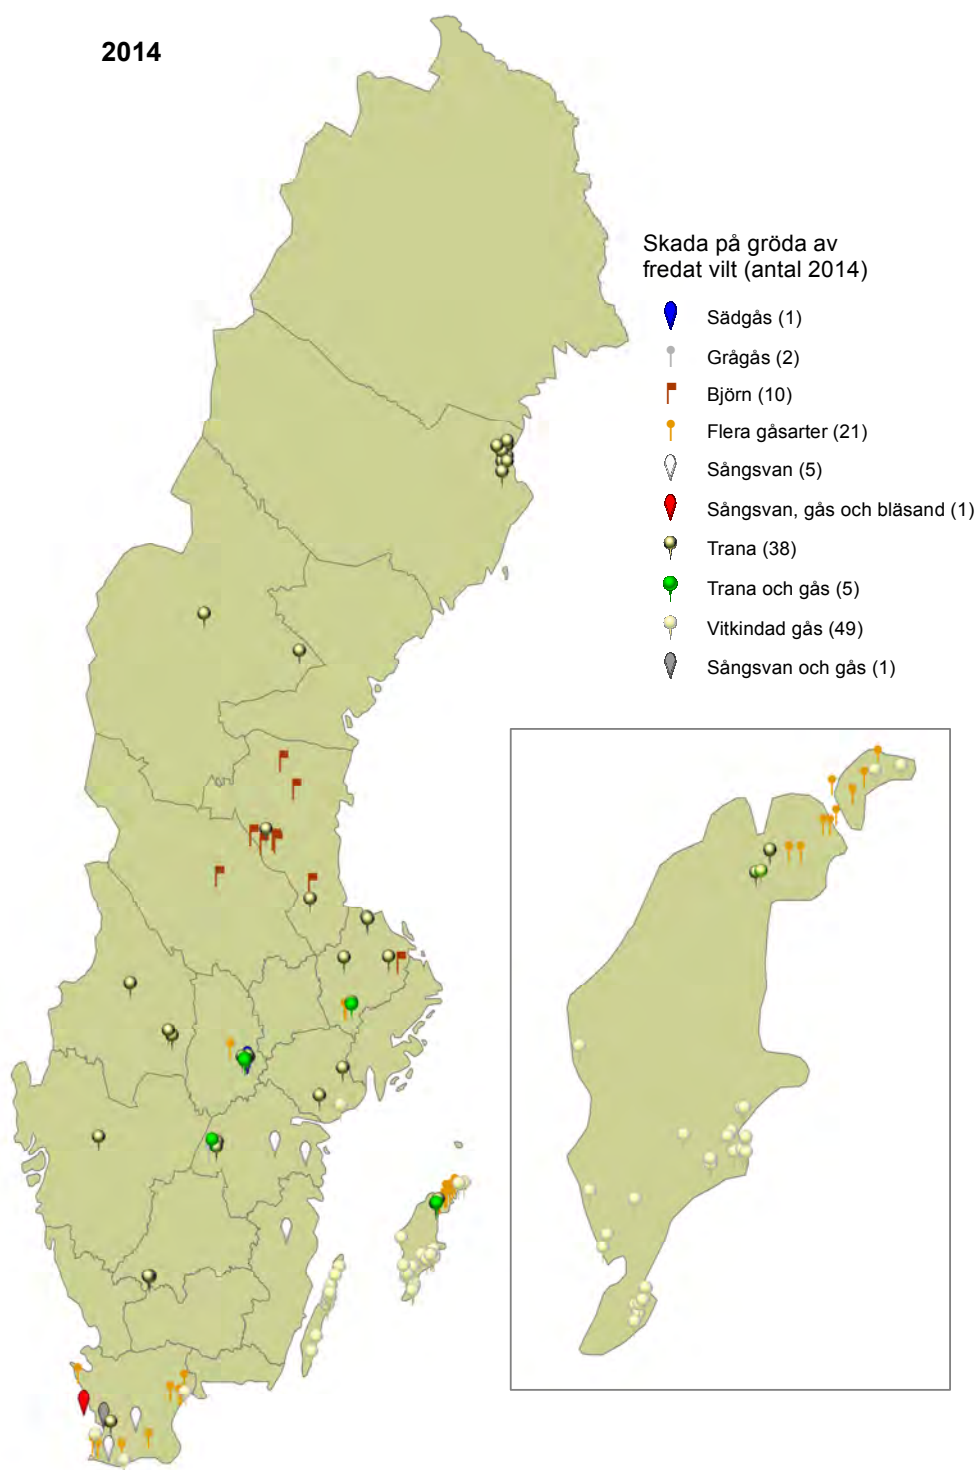 2014
Skada på gröda av
fredat vilt (antal 2014)
Sädgås (1)
Grågås (2)
Björn (10)
Flera gåsarter (21)
Sångsvan (5)
Sångsvan, gås och bläsand (1)
Trana (38)
Trana och gås (5)
Vitkindad gås (49)
Sångsvan och gås (1)